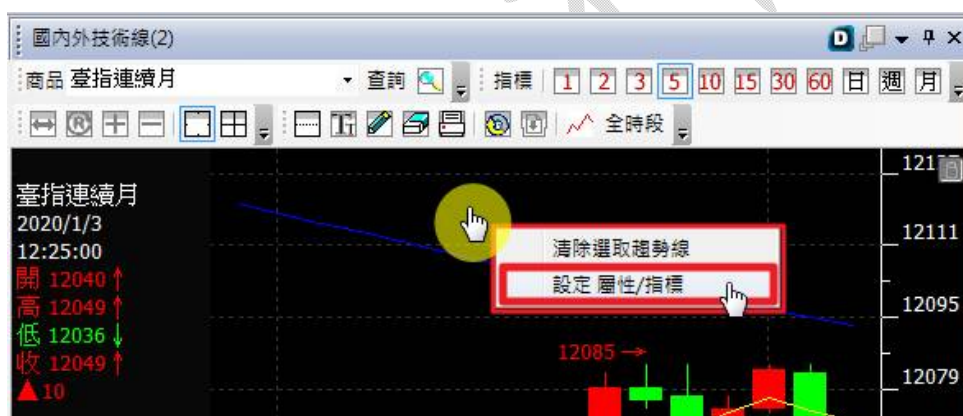 國內外技術線(2)
商品 臺指連續月 查詢 指標 1 2 3 5 10 15 30 60 日 週 月
全時段
臺指連續月
2020/1/3
12:25:00
開 12040↑
高 12049↑
低 12036↓
收 12049↑
▲10
清除選取趨勢線
設定 屬性/指標
12085→
12111
12095
12079